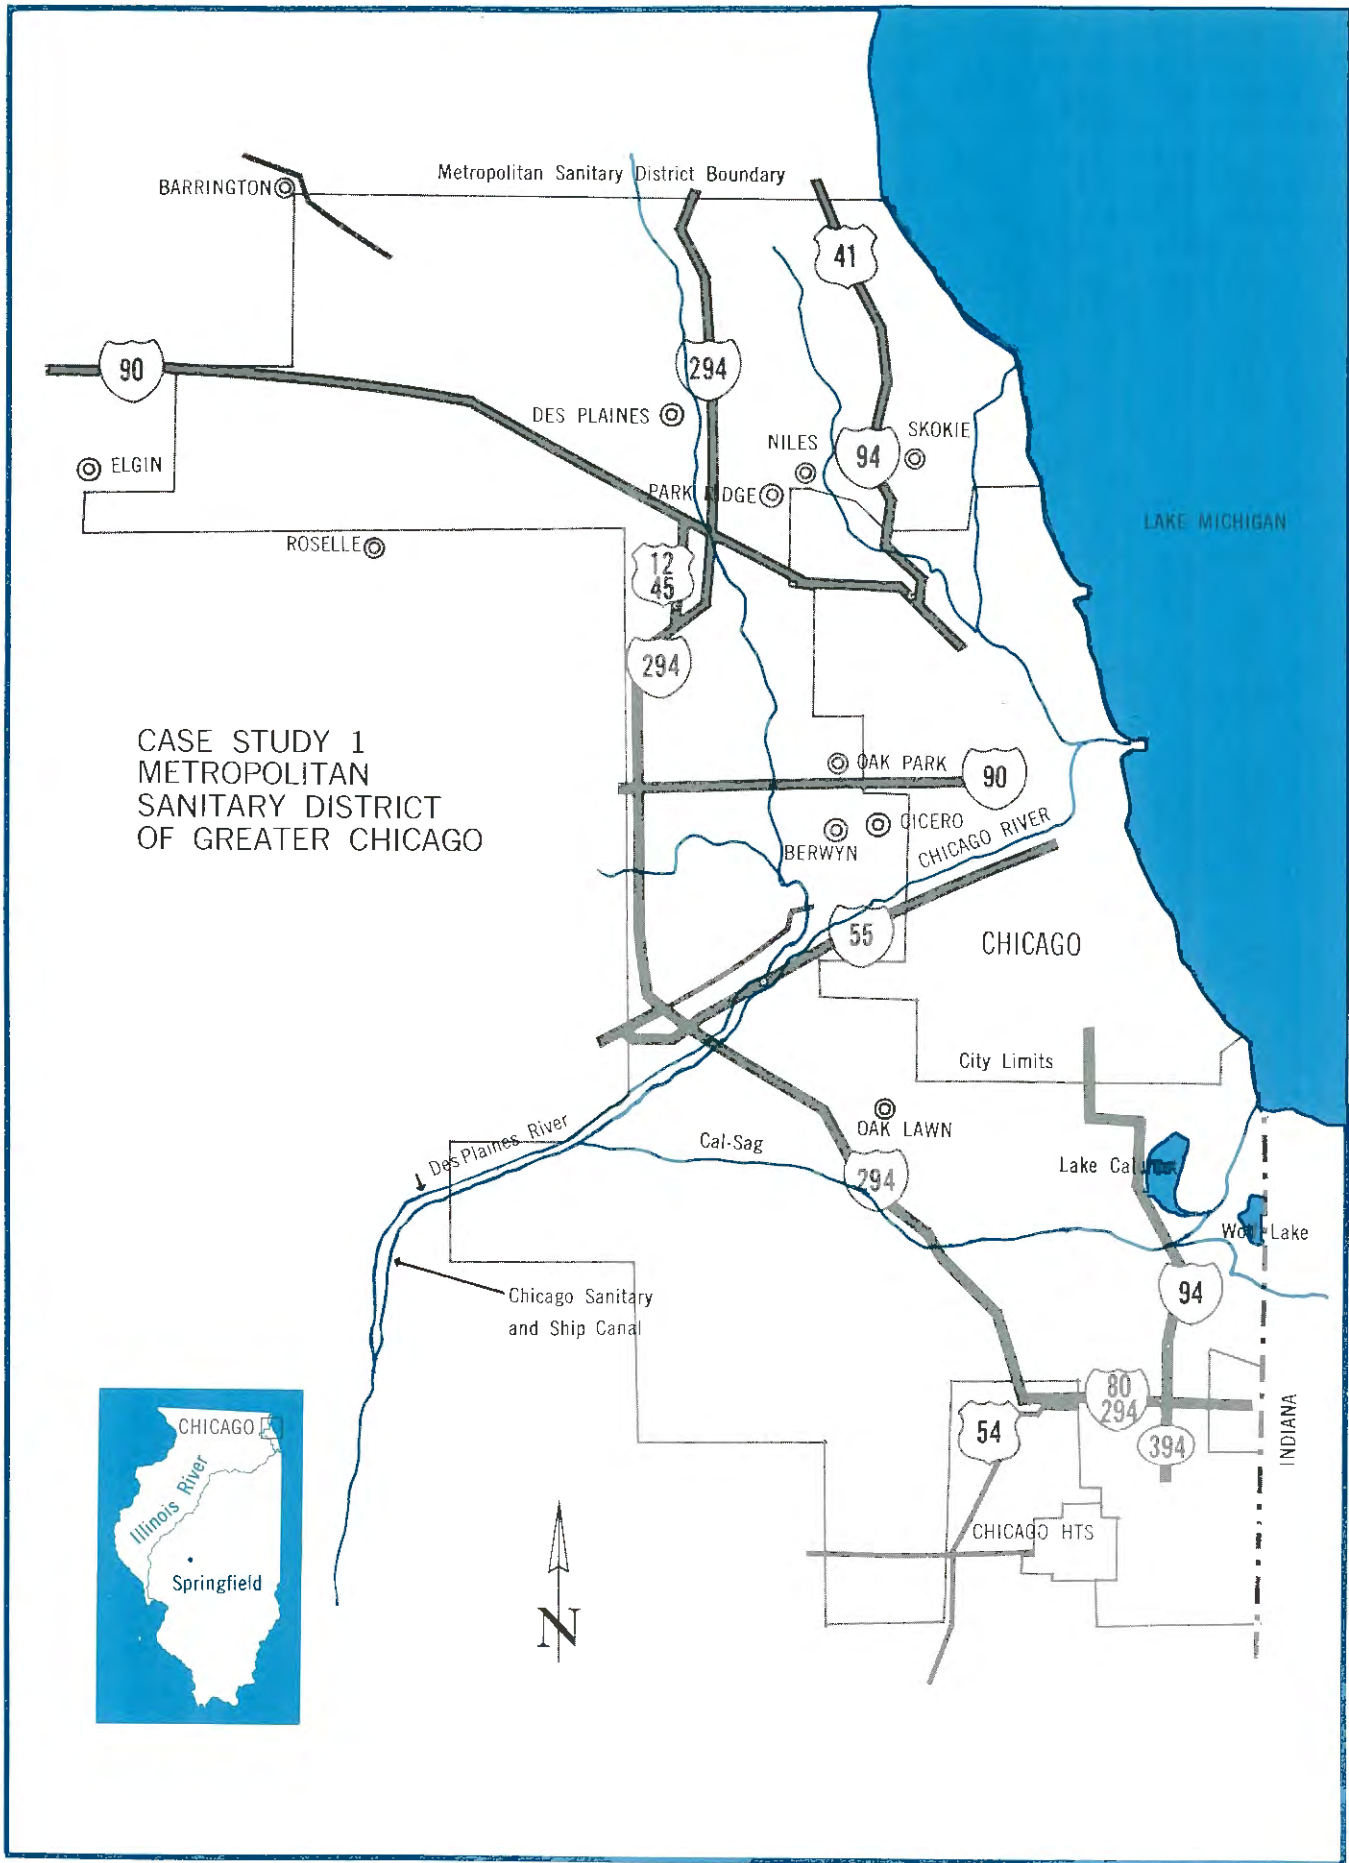 Metropolitan Sanitary District Boundary
BARRINGTON
41
90
294
DES PLAINES
NILES
SKOKIE
94
ELGIN
PARK RIDGE
LAKE MICHIGAN
ROSELLE
12
45
294
CASE STUDY 1
METROPOLITAN
SANITARY DISTRICT
OF GREATER CHICAGO
OAK PARK
90
CICERO
BERWYN
CHICAGO RIVER
55
CHICAGO
City Limits
OAK LAWN
Des Plaines River
Cal-Sag
294
Lake Calumet
Wolf Lake
94
Chicago Sanitary
and Ship Canal
80
294
54
394
INDIANA
CHICAGO HTS
CHICAGO
Illinois River
Springfield
N